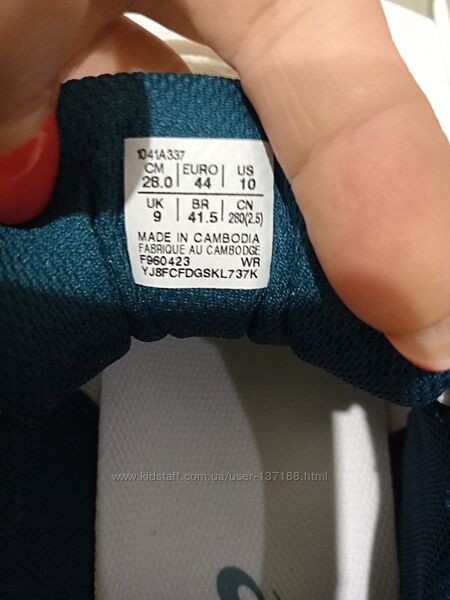 1041A337
CM EURO US
28.0 44 10
UK BR CN
9 41.5 280(2.5)
MADE IN CAMBODIA
FABRIQUE AU CAMBODGE
F960423 WR
YJ8FCFDGSKL737K
www.kidstaff.com.ua/user-137188.html